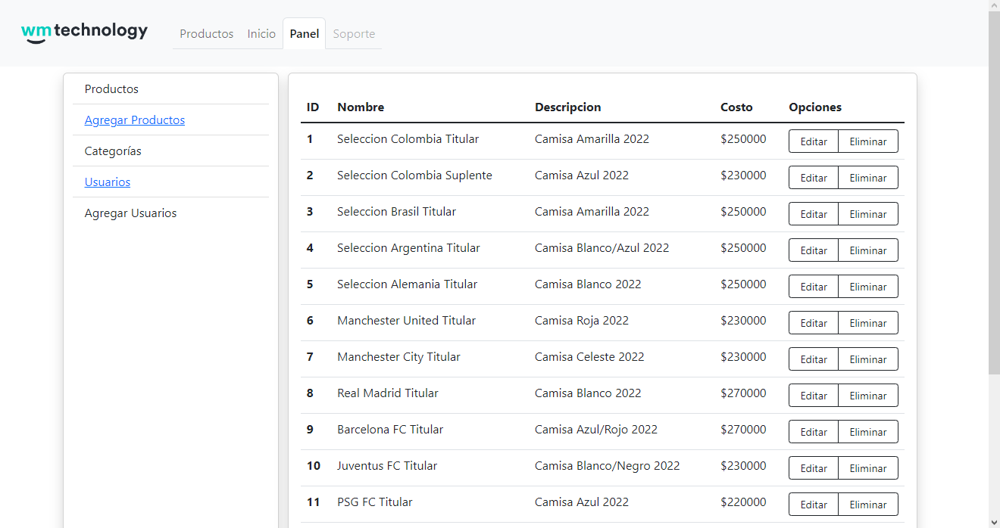 wm technology
Productos Inicio Panel Soporte
Productos
Agregar Productos
Categorías
Usuarios
Agregar Usuarios
ID Nombre Descripcion Costo Opciones
1 Seleccion Colombia Titular Camisa Amarilla 2022 $250000 Editar Eliminar
2 Seleccion Colombia Suplente Camisa Azul 2022 $230000 Editar Eliminar
3 Seleccion Brasil Titular Camisa Amarilla 2022 $250000 Editar Eliminar
4 Seleccion Argentina Titular Camisa Blanco/Azul 2022 $250000 Editar Eliminar
5 Seleccion Alemania Titular Camisa Blanco 2022 $250000 Editar Eliminar
6 Manchester United Titular Camisa Roja 2022 $230000 Editar Eliminar
7 Manchester City Titular Camisa Celeste 2022 $230000 Editar Eliminar
8 Real Madrid Titular Camisa Blanco 2022 $270000 Editar Eliminar
9 Barcelona FC Titular Camisa Azul/Rojo 2022 $270000 Editar Eliminar
10 Juventus FC Titular Camisa Blanco/Negro 2022 $230000 Editar Eliminar
11 PSG FC Titular Camisa Azul 2022 $220000 Editar Eliminar